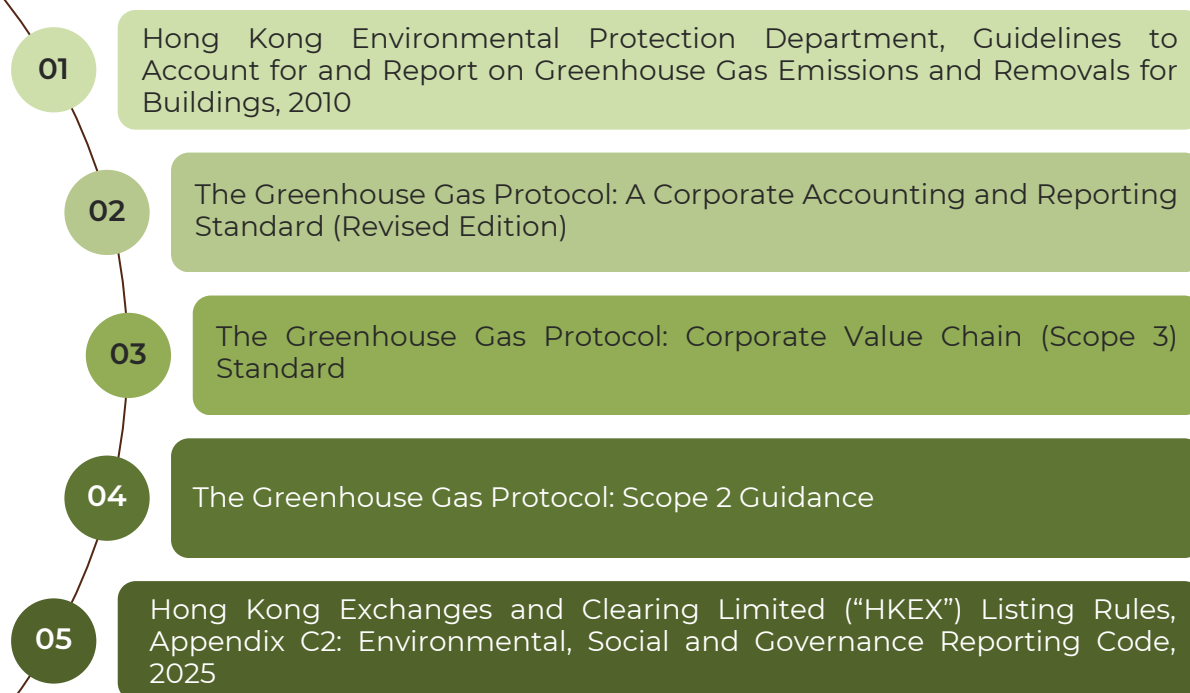 01
Hong Kong Environmental Protection Department, Guidelines to
Account for and Report on Greenhouse Gas Emissions and Removals for
Buildings, 2010
02
The Greenhouse Gas Protocol: A Corporate Accounting and Reporting
Standard (Revised Edition)
03
The Greenhouse Gas Protocol: Corporate Value Chain (Scope 3)
Standard
04
The Greenhouse Gas Protocol: Scope 2 Guidance
05
Hong Kong Exchanges and Clearing Limited (“HKEX”) Listing Rules,
Appendix C2: Environmental, Social and Governance Reporting Code,
2025